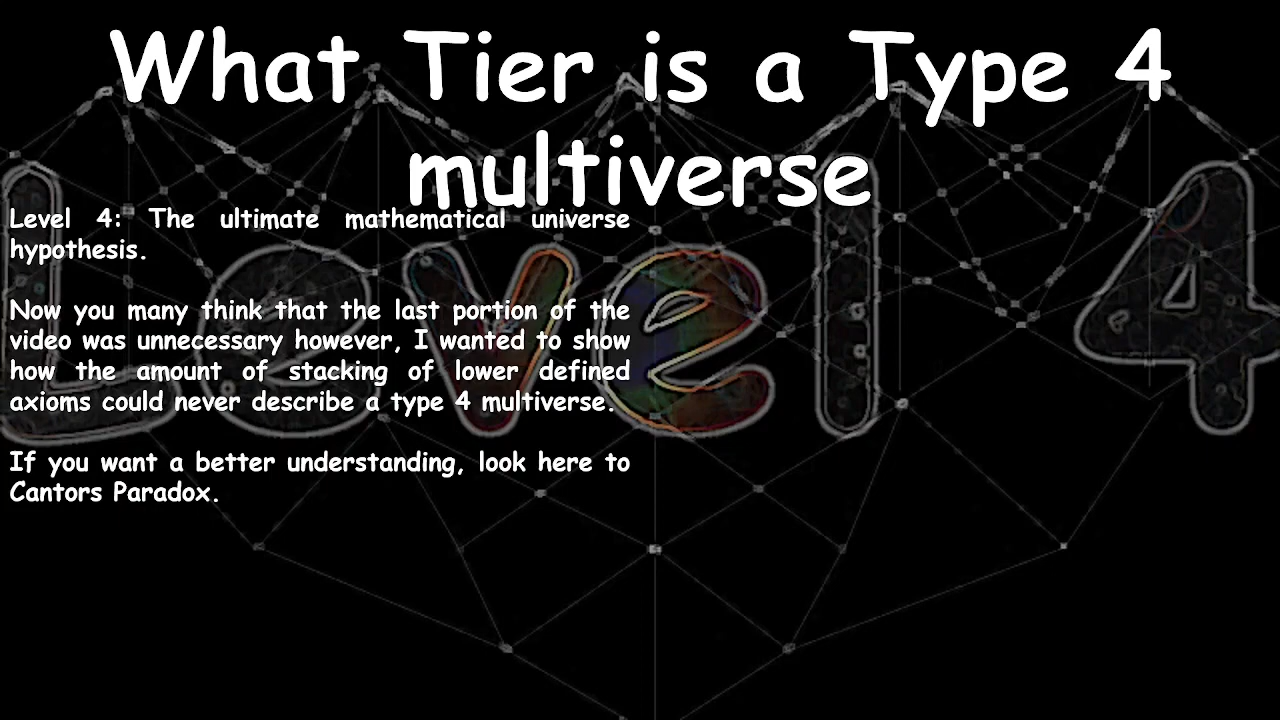 What Tier is a Type 4
multiverse
Level 4: The ultimate mathematical universe
hypothesis.
Now you many think that the last portion of the
video was unnecessary however, I wanted to show
how the amount of stacking of lower defined
axioms could never describe a type 4 multiverse.
If you want a better understanding, look here to
Cantors Paradox.
Level 4